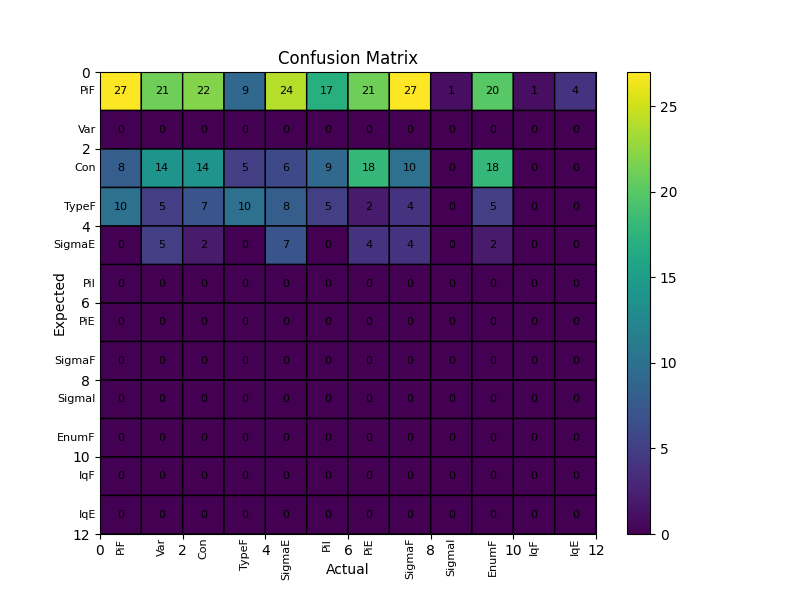 Confusion Matrix
0
PiF 27 21 22 9 24 17 21 27 1 20 1 4
Var 0 0 0 0 0 0 0 0 0 0 0 0
2
Con 8 14 14 5 6 9 18 10 0 18 0 0
TypeF 10 5 7 10 8 5 2 4 0 5 0 0
4
SigmaE 0 5 2 0 7 0 4 4 0 2 0 0
PiI 0 0 0 0 0 0 0 0 0 0 0 0
6
PiE 0 0 0 0 0 0 0 0 0 0 0 0
SigmaF 0 0 0 0 0 0 0 0 0 0 0 0
8
SigmaI 0 0 0 0 0 0 0 0 0 0 0 0
EnumF 0 0 0 0 0 0 0 0 0 0 0 0
10
IqF 0 0 0 0 0 0 0 0 0 0 0 0
IqE 0 0 0 0 0 0 0 0 0 0 0 0
12
Expected
0 2 4 6 8 10 12
PiF Var Con TypeF SigmaE PiI PiE SigmaF SigmaI EnumF IqF IqE
Actual
25
20
15
10
5
0